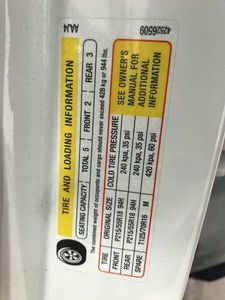 42S26509
AAJ4
TIRE AND LOADING INFORMATION
SEATING CAPACITY TOTAL 5 FRONT 2 REAR 3
The combined weight of occupants and cargo should never exceed 428 kg or 944 lbs.
TIRE ORIGINAL SIZE COLD TIRE PRESSURE
FRONT P215/55R18 94H 240 kpa, 35 psi
REAR P215/55R18 94H 240 kpa, 35 psi
SPARE T125/70R16 M 420 kpa, 60 psi
SEE OWNER'S
MANUAL FOR
ADDITIONAL
INFORMATION